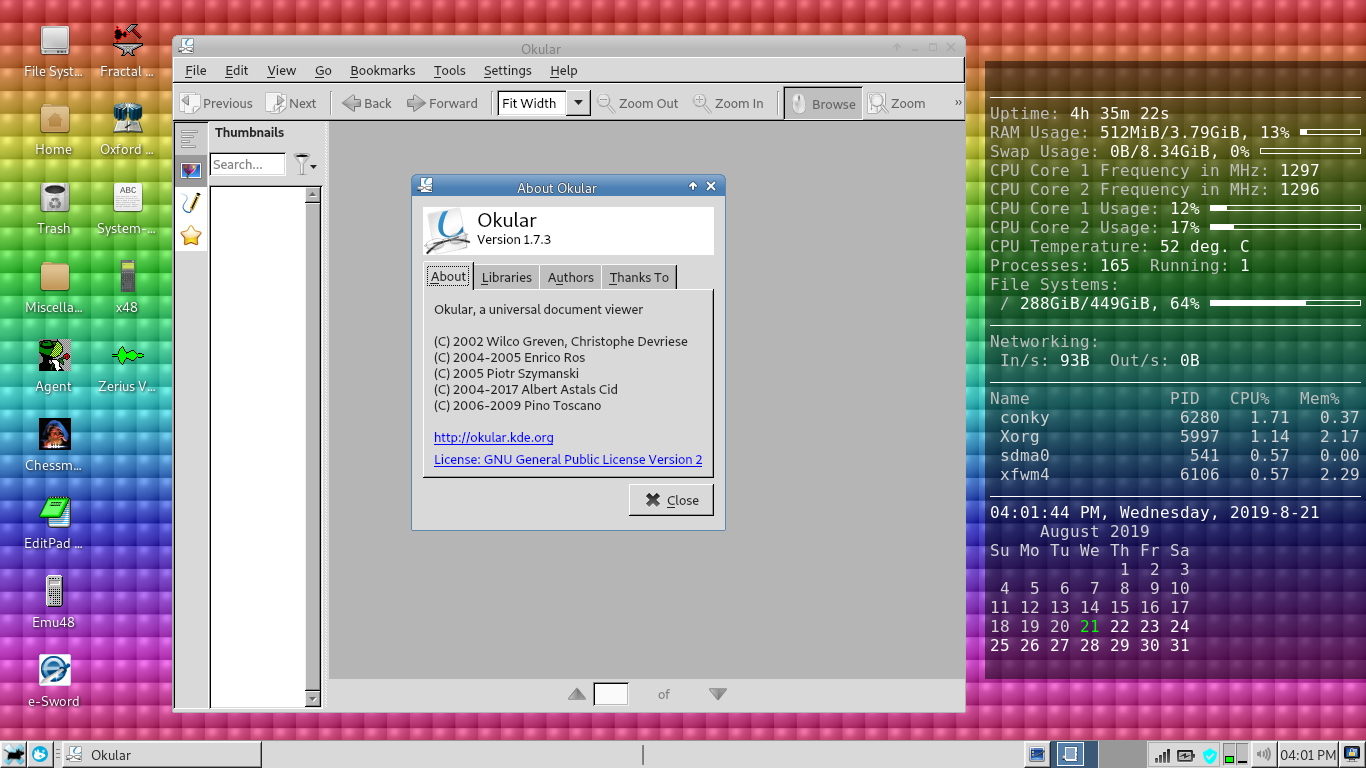 File Syst...
Fractal ...
Home
Oxford ...
Trash
ABC
System-...
Miscella...
x48
Agent
Zerius V...
Chessm...
EditPad ...
Emu48
e-Sword
Okular
File Edit View Go Bookmarks Tools Settings Help
Previous Next Back Forward Fit Width Zoom Out Zoom In Browse Zoom »
Thumbnails
Search...
About Okular
Okular
Version 1.7.3
About Libraries Authors Thanks To
Okular, a universal document viewer
(C) 2002 Wilco Greven, Christophe Devriese
(C) 2004-2005 Enrico Ros
(C) 2005 Piotr Szymanski
(C) 2004-2017 Albert Astals Cid
(C) 2006-2009 Pino Toscano
http://okular.kde.org
License: GNU General Public License Version 2
Close
of
Uptime: 4h 35m 22s
RAM Usage: 512MiB/3.79GiB, 13%
Swap Usage: 0B/8.34GiB, 0%
CPU Core 1 Frequency in MHz: 1297
CPU Core 2 Frequency in MHz: 1296
CPU Core 1 Usage: 12%
CPU Core 2 Usage: 17%
CPU Temperature: 52 deg. C
Processes: 165 Running: 1
File Systems:
/ 288GiB/449GiB, 64%
Networking:
In/s: 93B Out/s: 0B
Name PID CPU% Mem%
conky 6280 1.71 0.37
Xorg 5997 1.14 2.17
sdma0 541 0.57 0.00
xfwm4 6106 0.57 2.29
04:01:44 PM, Wednesday, 2019-8-21
August 2019
Su Mo Tu We Th Fr Sa
1 2 3
4 5 6 7 8 9 10
11 12 13 14 15 16 17
18 19 20 21 22 23 24
25 26 27 28 29 30 31
Okular
04:01 PM